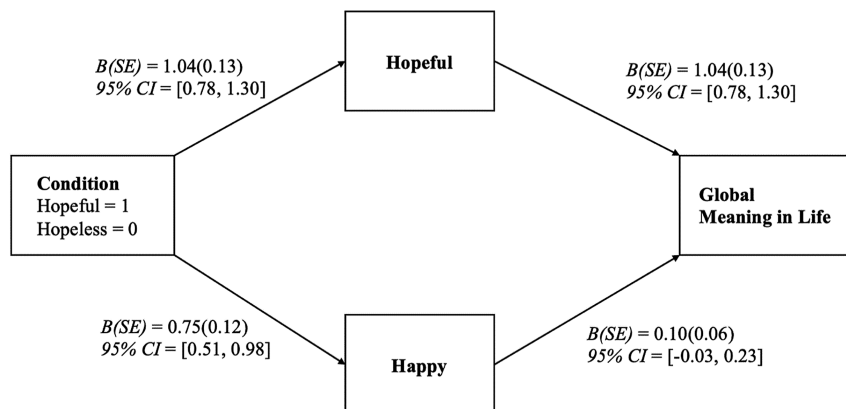 Hopeful
B(SE) = 1.04(0.13)
95% CI = [0.78, 1.30]
B(SE) = 1.04(0.13)
95% CI = [0.78, 1.30]
Condition
Hopeful = 1
Hopeless = 0
Global
Meaning in Life
B(SE) = 0.75(0.12)
95% CI = [0.51, 0.98]
B(SE) = 0.10(0.06)
95% CI = [-0.03, 0.23]
Happy